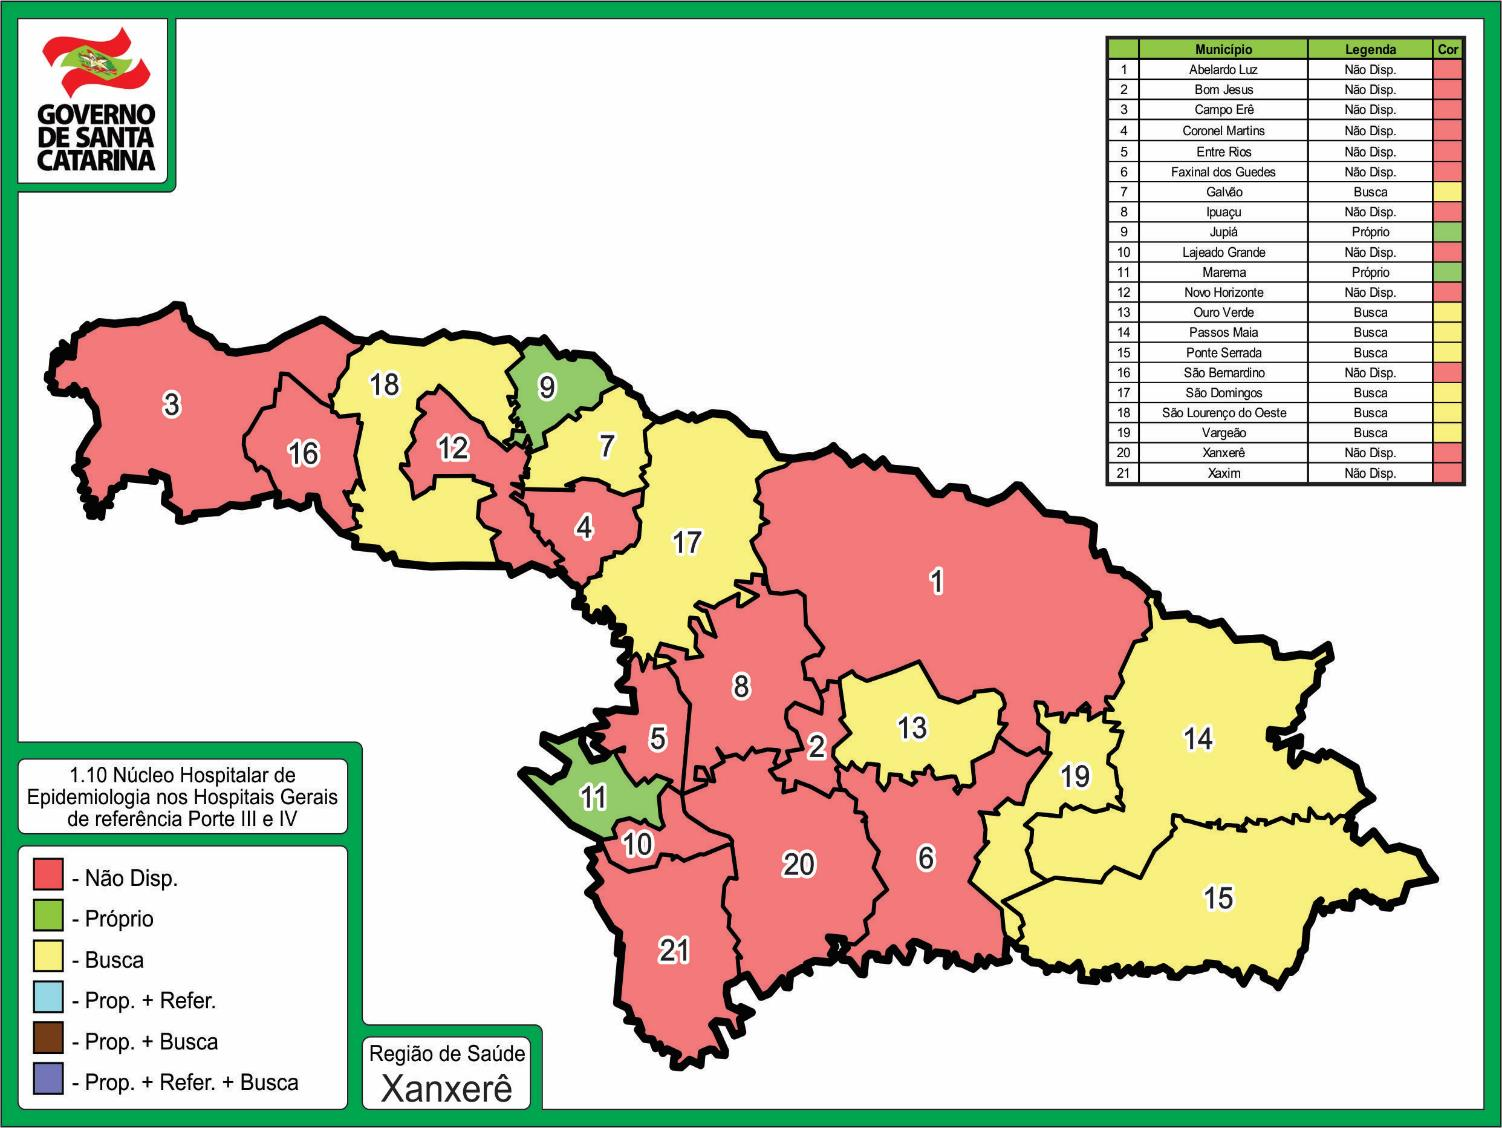 GOVERNO
DE SANTA
CATARINA
Município Legenda Cor
1 Abelardo Luz Não Disp.
2 Bom Jesus Não Disp.
3 Campo Erê Não Disp.
4 Coronel Martins Não Disp.
5 Entre Rios Não Disp.
6 Faxinal dos Guedes Não Disp.
7 Galvão Busca
8 Ipuaçu Não Disp.
9 Jupiá Próprio
10 Lajeado Grande Não Disp.
11 Marema Próprio
12 Novo Horizonte Não Disp.
13 Ouro Verde Busca
14 Passos Maia Busca
15 Ponte Serrada Busca
16 São Bernardino Não Disp.
17 São Domingos Busca
18 São Lourenço do Oeste Busca
19 Vargeão Busca
20 Xanxerê Não Disp.
21 Xaxim Não Disp.
3
18
9
16
12
7
4
17
1
8
5
2
13
14
19
11
10
20
6
15
21
1.10 Núcleo Hospitalar de
Epidemiologia nos Hospitais Gerais
de referência Porte III e IV
- Não Disp.
- Próprio
- Busca
- Prop. + Refer.
- Prop. + Busca
- Prop. + Refer. + Busca
Região de Saúde
Xanxerê